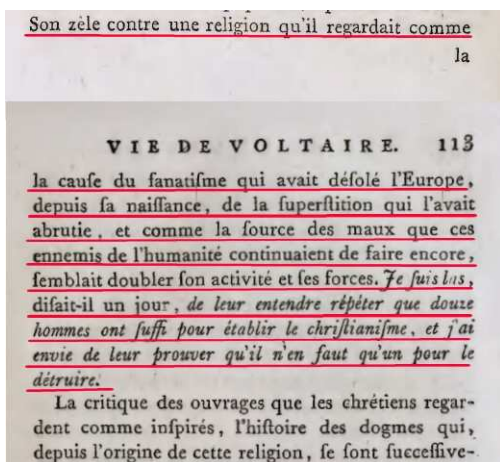 Son zèle contre une religion qu'il regardait comme
la
VIE DE VOLTAIRE. 113
la cauſe du fanatiſme qui avait déſolé l'Europe,
depuis ſa naiſſance, de la ſuperſtition qui l'avait
abrutie, et comme la ſource des maux que ces
ennemis de l'humanité continuaient de faire encore,
ſemblait doubler ſon activité et ſes forces. Je ſuis las,
diſait-il un jour, de leur entendre répéter que douze
hommes ont ſuffi pour établir le chriſtianiſme, et j'ai
envie de leur prouver qu'il n'en faut qu'un pour le
détruire.
La critique des ouvrages que les chrétiens regar-
dent comme inſpirés, l'hiſtoire des dogmes qui,
depuis l'origine de cette religion, ſe ſont ſucceſſive-